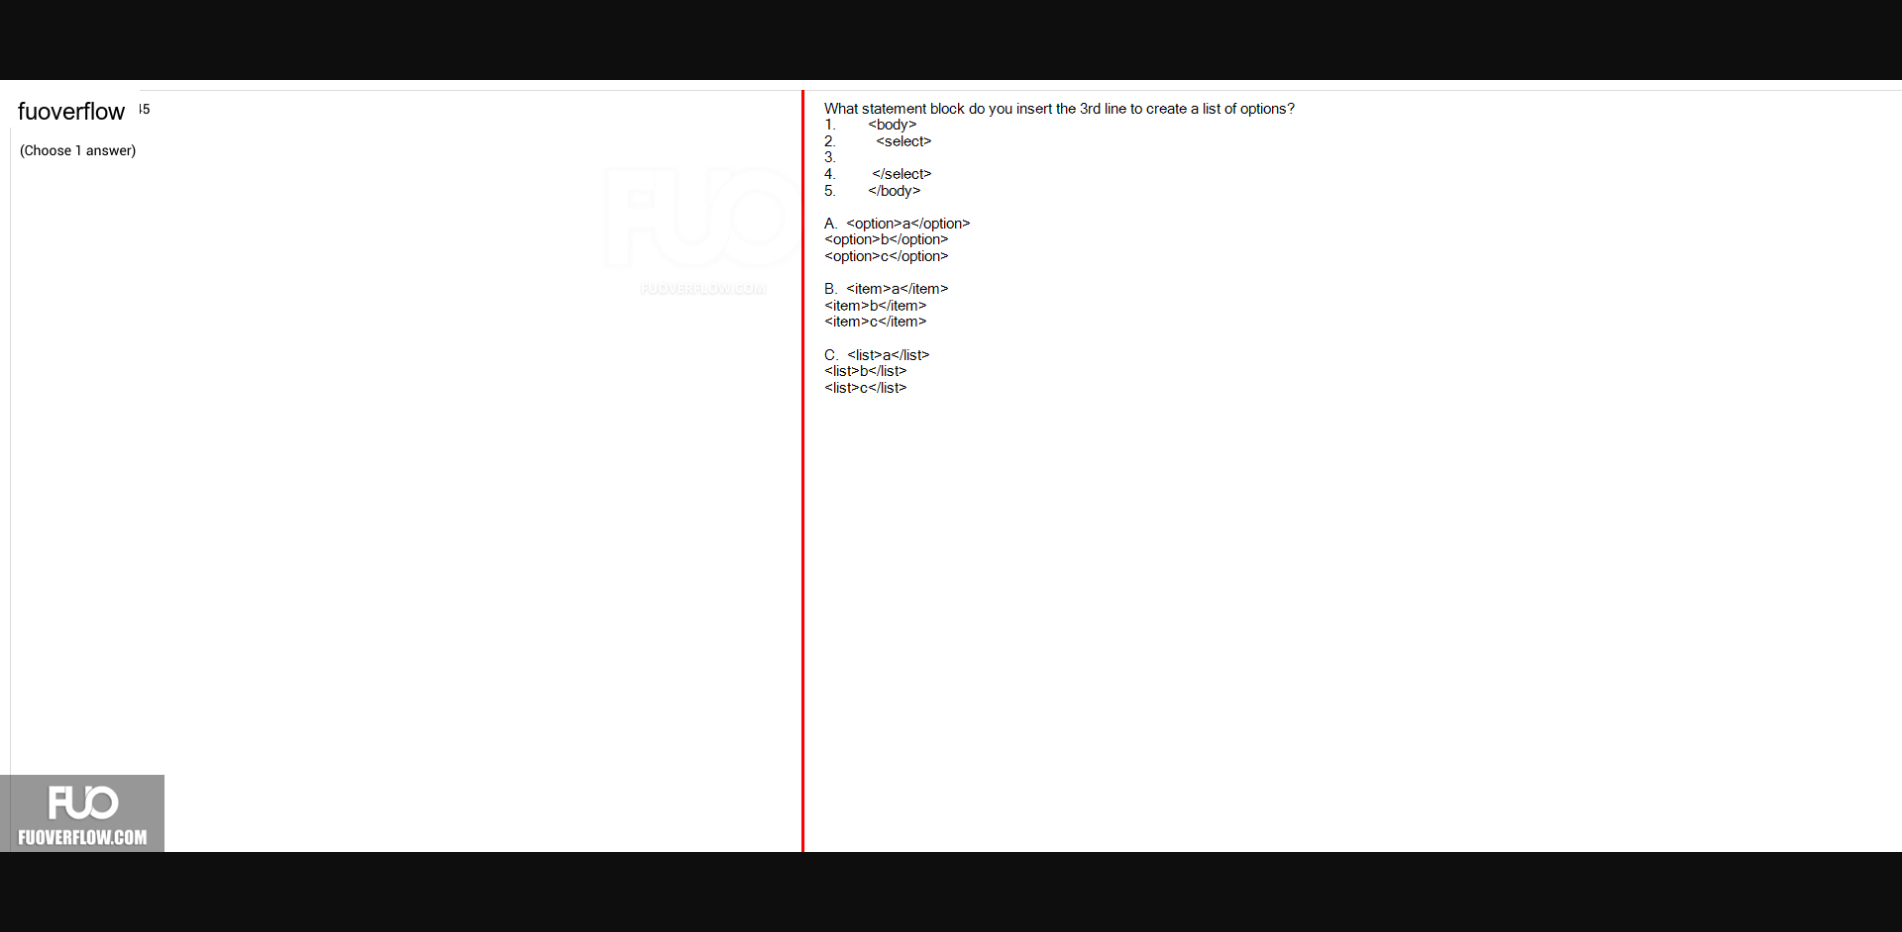 fuoverflow 45
(Choose 1 answer)
FUO
FUOVERFLOW.COM
What statement block do you insert the 3rd line to create a list of options?
1. <body>
2. <select>
3.
4. </select>
5. </body>
A. <option>a</option>
<option>b</option>
<option>c</option>
B. <item>a</item>
<item>b</item>
<item>c</item>
C. <list>a</list>
<list>b</list>
<list>c</list>
FUO
FUOVERFLOW.COM